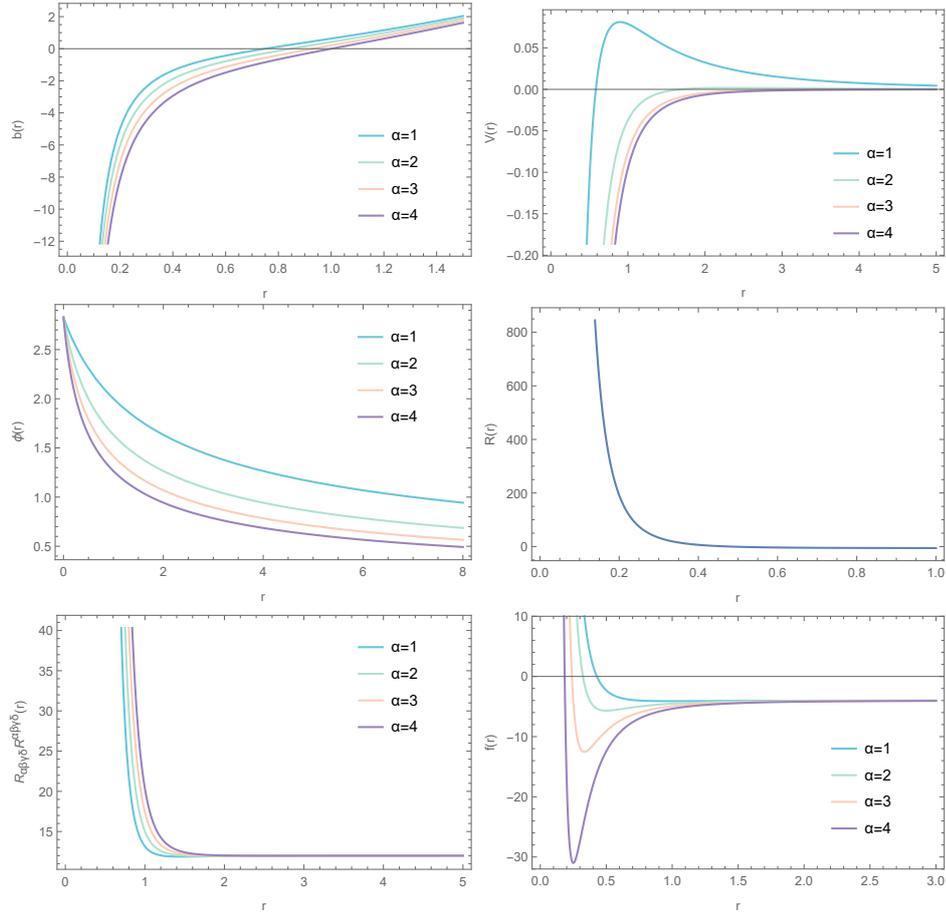 2
0
−2
−4
−6
−8
−10
−12
b(r)
α=1
α=2
α=3
α=4
0.0 0.2 0.4 0.6 0.8 1.0 1.2 1.4
r
0.05
0.00
−0.05
−0.10
−0.15
−0.20
V(r)
α=1
α=2
α=3
α=4
0 1 2 3 4 5
r
2.5
2.0
1.5
1.0
0.5
ϕ(r)
α=1
α=2
α=3
α=4
0 2 4 6 8
r
800
600
400
200
0
R(r)
0.0 0.2 0.4 0.6 0.8 1.0
r
40
35
30
25
20
15
RαβγδRαβγδ(r)
α=1
α=2
α=3
α=4
0 1 2 3 4 5
r
10
0
−10
−20
−30
f(r)
α=1
α=2
α=3
α=4
0.0 0.5 1.0 1.5 2.0 2.5 3.0
r